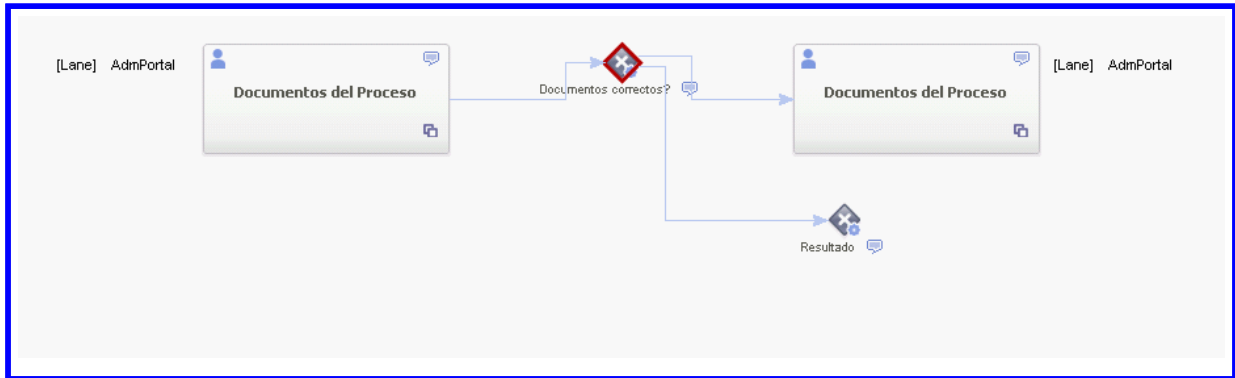 [Lane] AdmPortal
Documentos del Proceso
Documentos correctos?
Documentos del Proceso
[Lane] AdmPortal
Resultado